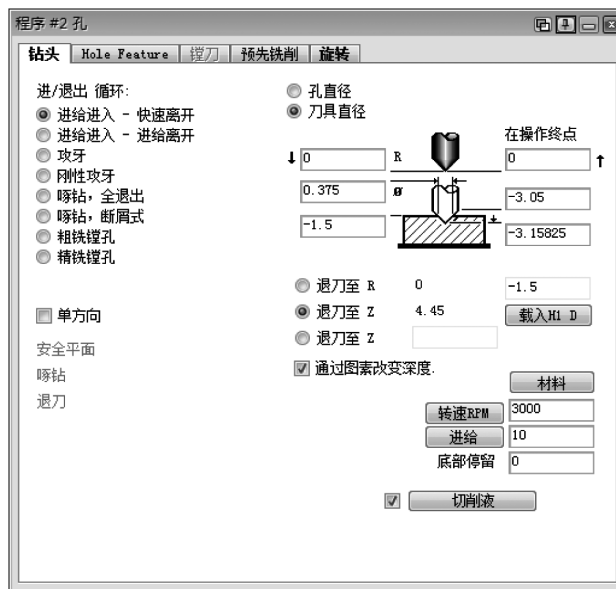 程序 #2 孔
钻头 Hole Feature 镗刀 预先铣削 旋转
进/退出 循环:
进给进入 - 快速离开
进给进入 - 进给离开
攻牙
刚性攻牙
啄钻,全退出
啄钻,断屑式
粗铣镗孔
精铣镗孔
单方向
安全平面
啄钻
退刀
孔直径
刀具直径
在操作终点
0 R 0
0.375 ø -3.05
-1.5 -3.15825
退刀至 R 0 -1.5
退刀至 Z 4.45 载入H1 D
退刀至 Z
通过图素改变深度.
材料
转速RPM 3000
进给 10
底部停留 0
切削液